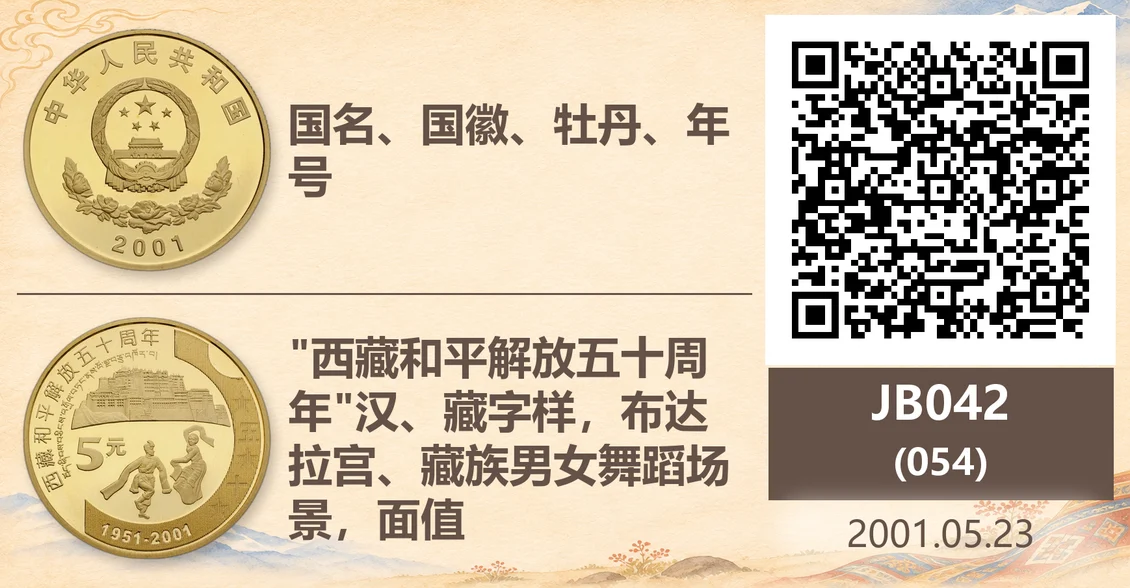 中华人民共和国
2001
国名、国徽、牡丹、年
号
西藏和平解放五十周年
5元
1951-2001
"西藏和平解放五十周
年"汉、藏字样，布达
拉宫、藏族男女舞蹈场
景，面值
JB042
(054)
2001.05.23